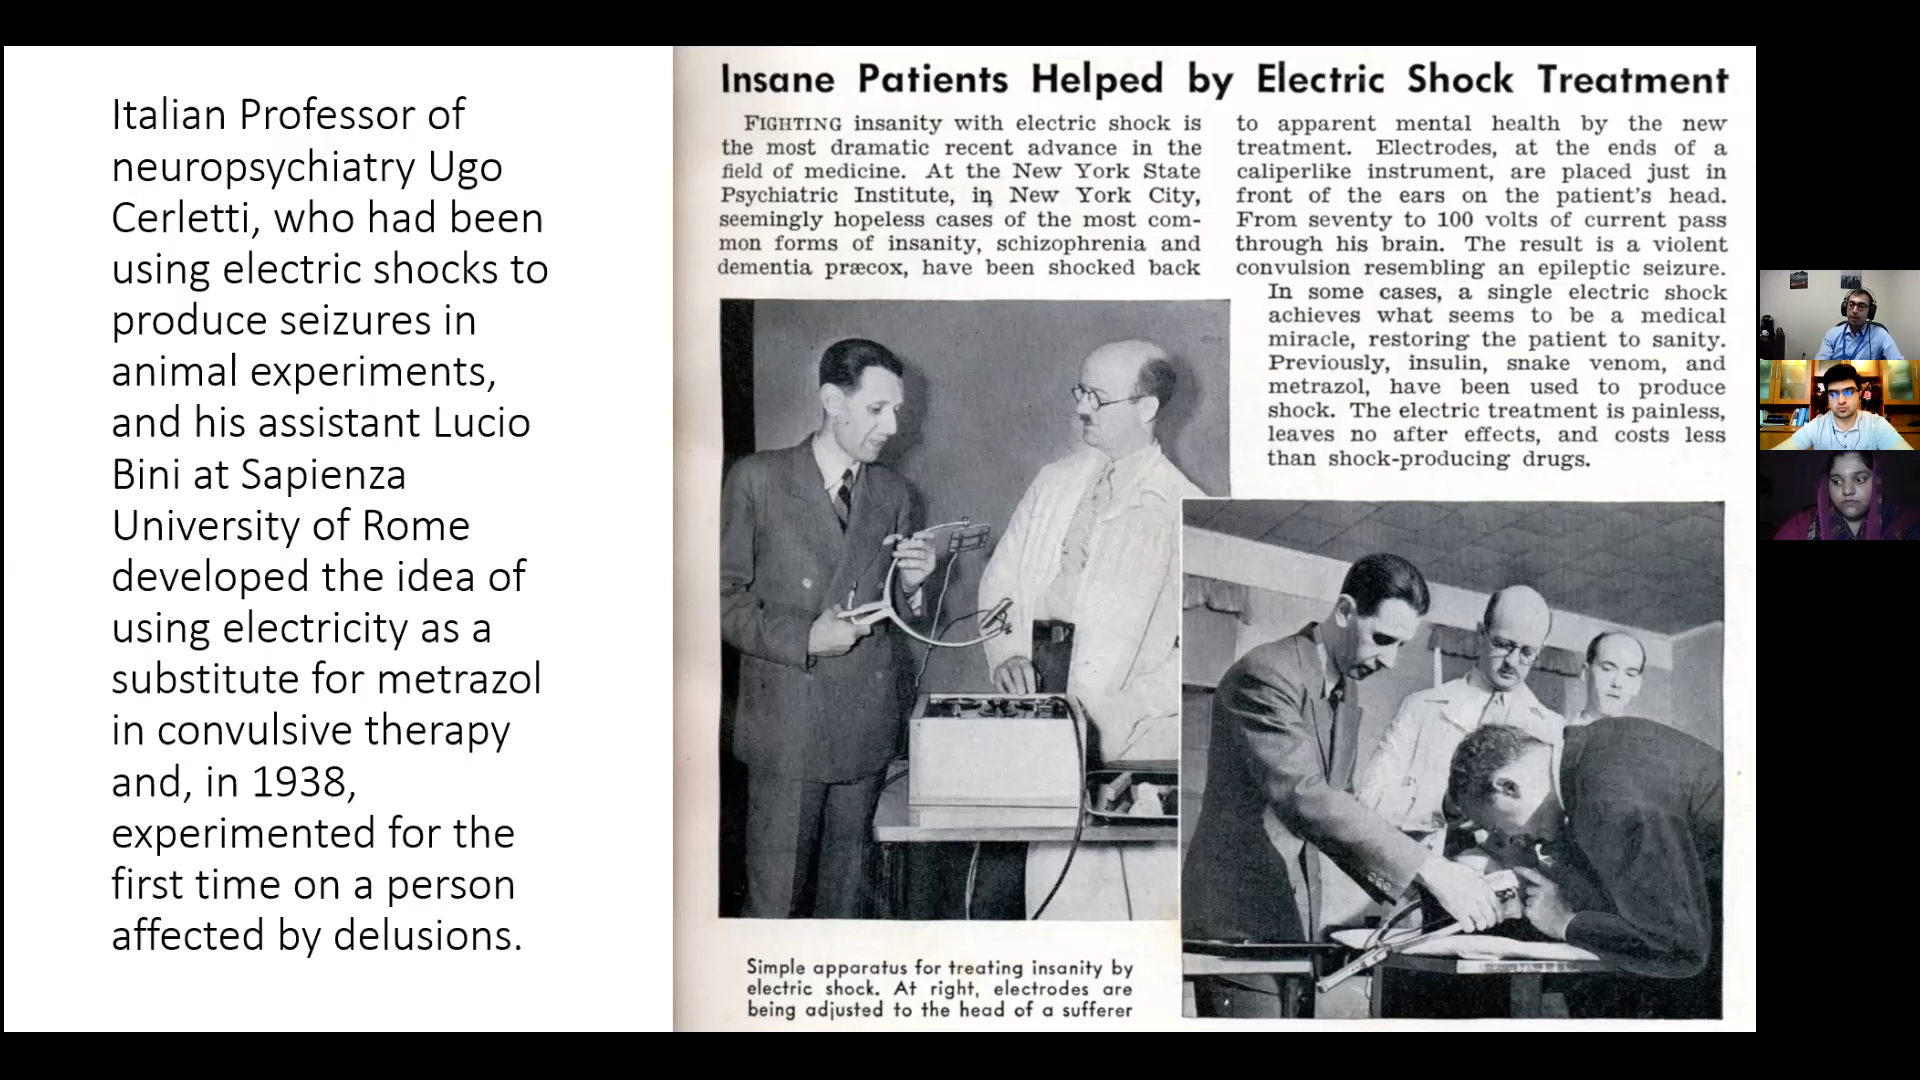 Italian Professor of
neuropsychiatry Ugo
Cerletti, who had been
using electric shocks to
produce seizures in
animal experiments,
and his assistant Lucio
Bini at Sapienza
University of Rome
developed the idea of
using electricity as a
substitute for metrazol
in convulsive therapy
and, in 1938,
experimented for the
first time on a person
affected by delusions.
Insane Patients Helped by Electric Shock Treatment
FIGHTING insanity with electric shock is
the most dramatic recent advance in the
field of medicine. At the New York State
Psychiatric Institute, in New York City,
seemingly hopeless cases of the most com-
mon forms of insanity, schizophrenia and
dementia præcox, have been shocked back
to apparent mental health by the new
treatment. Electrodes, at the ends of a
caliperlike instrument, are placed just in
front of the ears on the patient's head.
From seventy to 100 volts of current pass
through his brain. The result is a violent
convulsion resembling an epileptic seizure.
In some cases, a single electric shock
achieves what seems to be a medical
miracle, restoring the patient to sanity.
Previously, insulin, snake venom, and
metrazol, have been used to produce
shock. The electric treatment is painless,
leaves no after effects, and costs less
than shock-producing drugs.
Simple apparatus for treating insanity by
electric shock. At right, electrodes are
being adjusted to the head of a sufferer